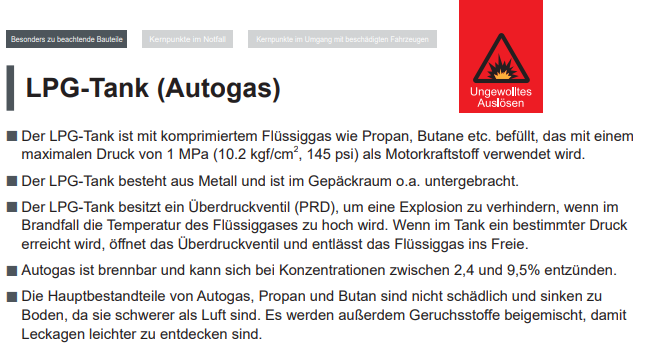 Besonders zu beachtende Bauteile
Kernpunkte im Notfall
Kernpunkte im Umgang mit beschädigten Fahrzeugen
Ungewolltes
Auslösen
LPG-Tank (Autogas)
■ Der LPG-Tank ist mit komprimiertem Flüssiggas wie Propan, Butane etc. befüllt, das mit einem
maximalen Druck von 1 MPa (10.2 kgf/cm², 145 psi) als Motorkraftstoff verwendet wird.
■ Der LPG-Tank besteht aus Metall und ist im Gepäckraum o.a. untergebracht.
■ Der LPG-Tank besitzt ein Überdruckventil (PRD), um eine Explosion zu verhindern, wenn im
Brandfall die Temperatur des Flüssiggases zu hoch wird. Wenn im Tank ein bestimmter Druck
erreicht wird, öffnet das Überdruckventil und entlässt das Flüssiggas ins Freie.
■ Autogas ist brennbar und kann sich bei Konzentrationen zwischen 2,4 und 9,5% entzünden.
■ Die Hauptbestandteile von Autogas, Propan und Butan sind nicht schädlich und sinken zu
Boden, da sie schwerer als Luft sind. Es werden außerdem Geruchsstoffe beigemischt, damit
Leckagen leichter zu entdecken sind.